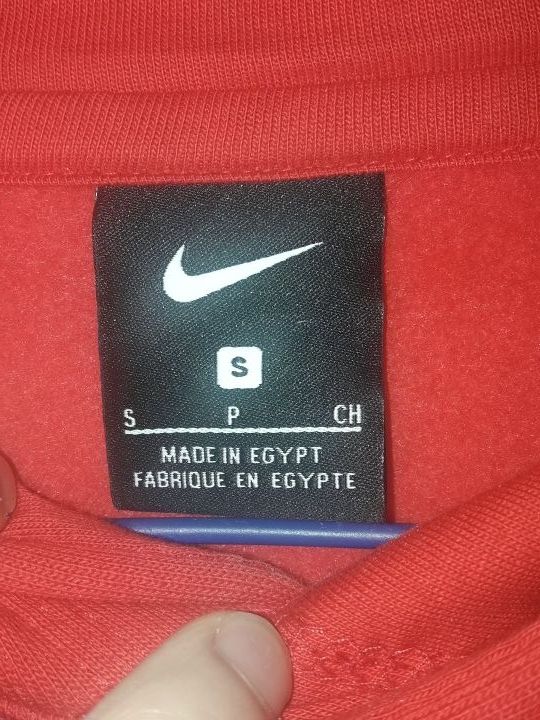 S
S P CH
MADE IN EGYPT
FABRIQUE EN EGYPTE